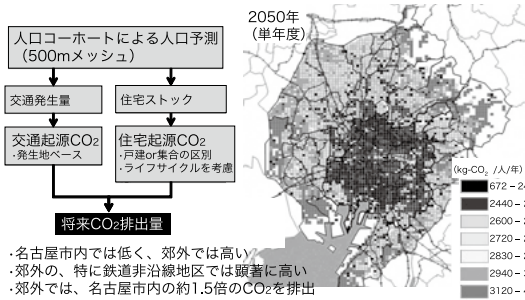 人口コーホートによる人口予測
(500mメッシュ)
交通発生量
住宅ストック
交通起源CO2
・発生地ベース
住宅起源CO2
・戸建or集合の区別
・ライフサイクルを考慮
将来CO2排出量
・名古屋市内では低く、郊外では高い
・郊外の、特に鉄道非沿線地区では顕著に高い
・郊外では、名古屋市内の約1.5倍のCO2を排出
2050年
(単年度)
(kg-CO2 /人/年)
672 - 24
2440 - 2
2600 - 2
2720 - 2
2830 - 2
2940 - 3
3120 - 6